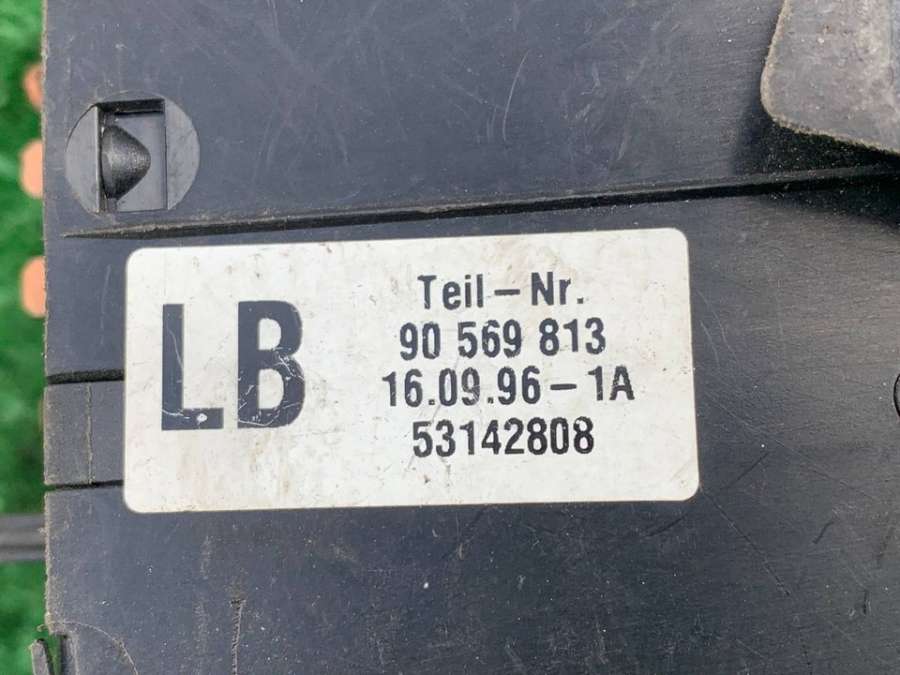 LB
Teil-Nr.
90 569 813
16.09.96-1A
53142808